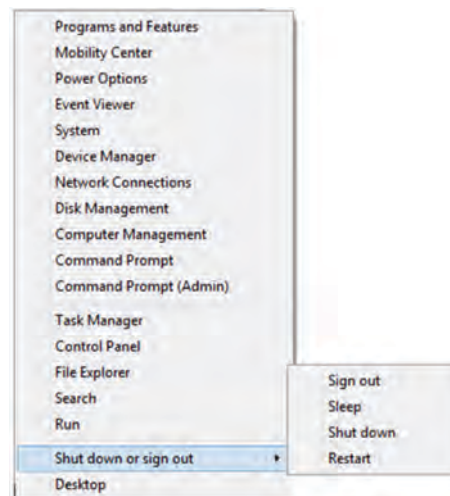 Programs and Features
Mobility Center
Power Options
Event Viewer
System
Device Manager
Network Connections
Disk Management
Computer Management
Command Prompt
Command Prompt (Admin)
Task Manager
Control Panel
File Explorer
Search
Run
Shut down or sign out
Desktop
Sign out
Sleep
Shut down
Restart